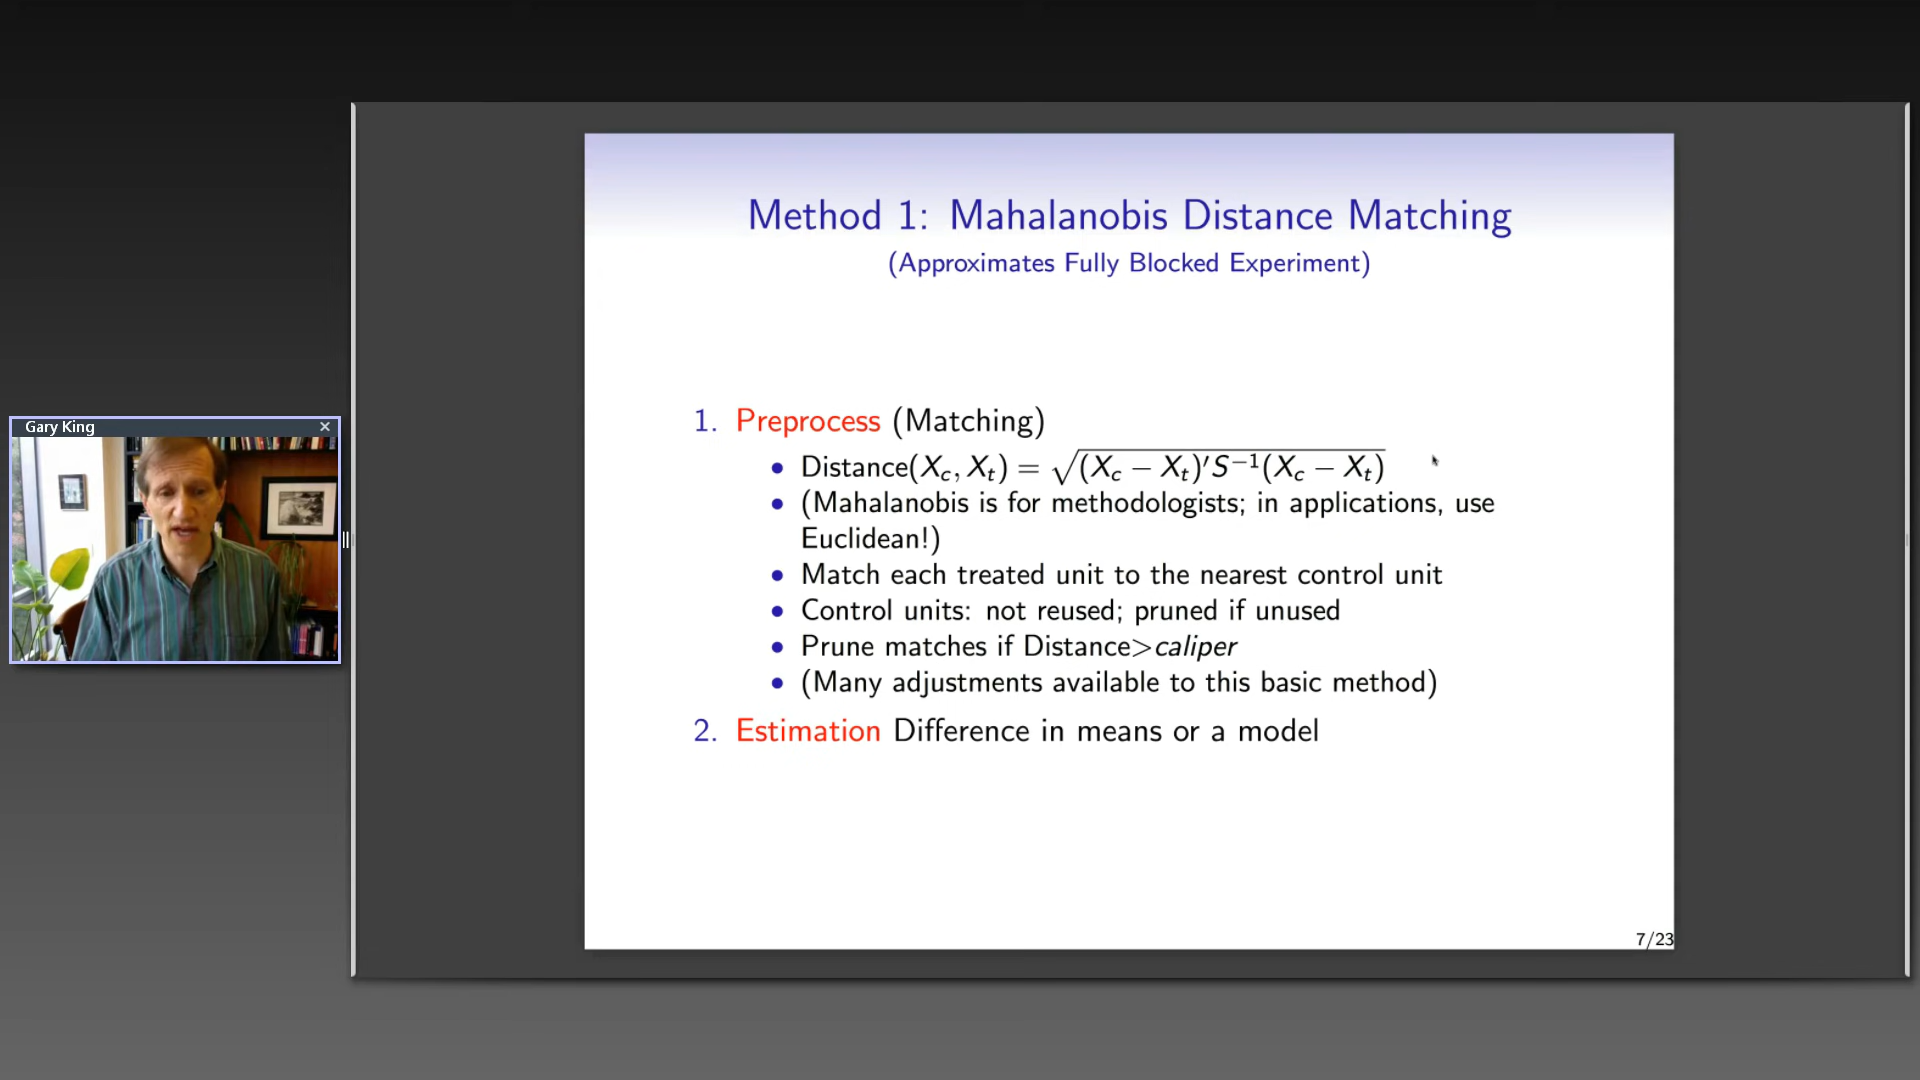 Gary King
Method 1: Mahalanobis Distance Matching
(Approximates Fully Blocked Experiment)
1. Preprocess (Matching)
• Distance(X_c, X_t) = √(X_c − X_t)′S⁻¹(X_c − X_t)
• (Mahalanobis is for methodologists; in applications, use
Euclidean!)
• Match each treated unit to the nearest control unit
• Control units: not reused; pruned if unused
• Prune matches if Distance>caliper
• (Many adjustments available to this basic method)
2. Estimation Difference in means or a model
7/23